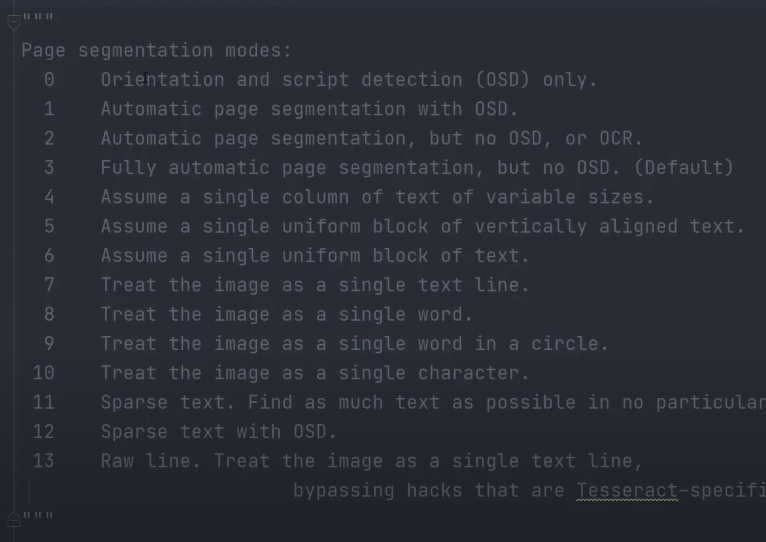 """
Page segmentation modes:
0 Orientation and script detection (OSD) only.
1 Automatic page segmentation with OSD.
2 Automatic page segmentation, but no OSD, or OCR.
3 Fully automatic page segmentation, but no OSD. (Default)
4 Assume a single column of text of variable sizes.
5 Assume a single uniform block of vertically aligned text.
6 Assume a single uniform block of text.
7 Treat the image as a single text line.
8 Treat the image as a single word.
9 Treat the image as a single word in a circle.
10 Treat the image as a single character.
11 Sparse text. Find as much text as possible in no particular
12 Sparse text with OSD.
13 Raw line. Treat the image as a single text line,
bypassing hacks that are Tesseract-specifi
"""